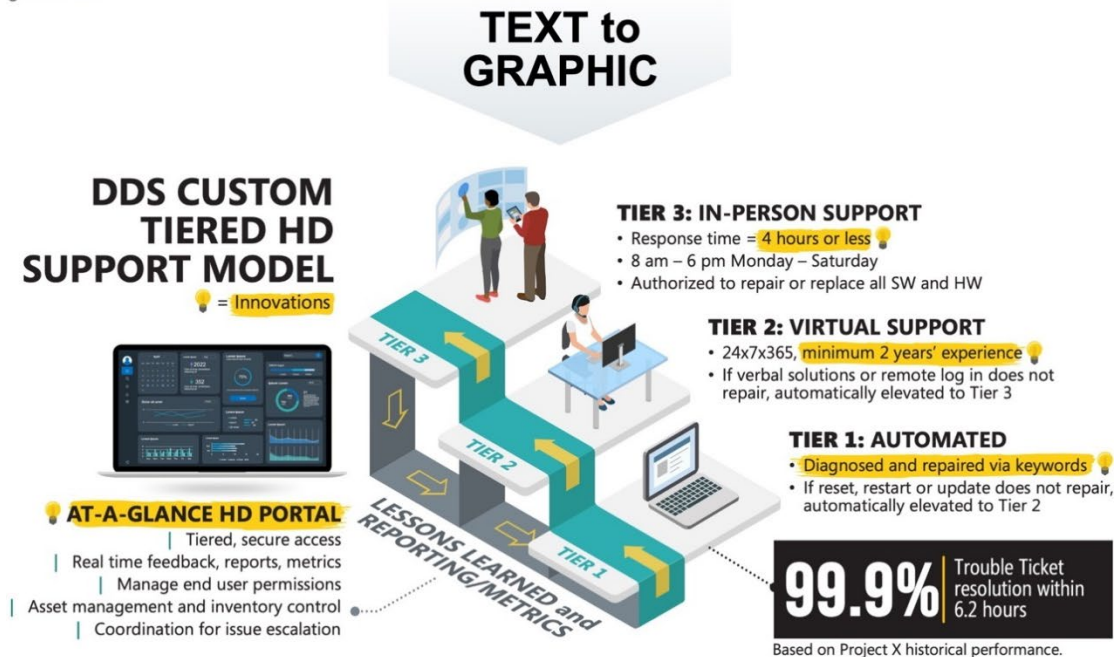 TEXT to
GRAPHIC
DDS CUSTOM
TIERED HD
SUPPORT MODEL
= Innovations
AT-A-GLANCE HD PORTAL
| Tiered, secure access
| Real time feedback, reports, metrics
| Manage end user permissions
| Asset management and inventory control
| Coordination for issue escalation
TIER 3
TIER 2
TIER 1
LESSONS LEARNED and
REPORTING/METRICS
TIER 3: IN-PERSON SUPPORT
• Response time = 4 hours or less
• 8 am – 6 pm Monday – Saturday
• Authorized to repair or replace all SW and HW
TIER 2: VIRTUAL SUPPORT
• 24x7x365, minimum 2 years' experience
• If verbal solutions or remote log in does not
repair, automatically elevated to Tier 3
TIER 1: AUTOMATED
• Diagnosed and repaired via keywords
• If reset, restart or update does not repair,
automatically elevated to Tier 2
99.9%
Trouble Ticket
resolution within
6.2 hours
Based on Project X historical performance.